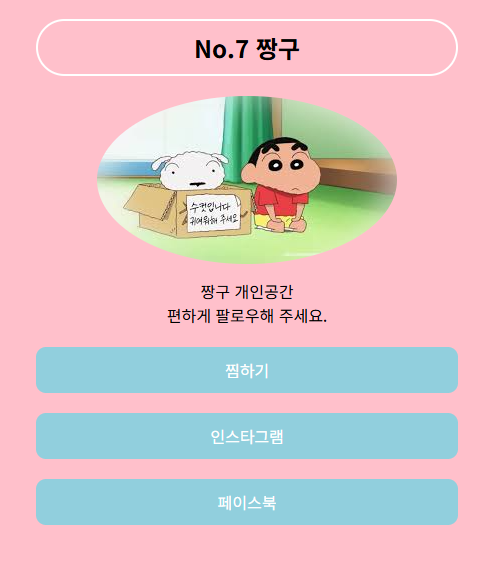 No.7 짱구
수컷입니다
귀여워해 주세요
짱구 개인공간
편하게 팔로우해 주세요.
찜하기
인스타그램
페이스북